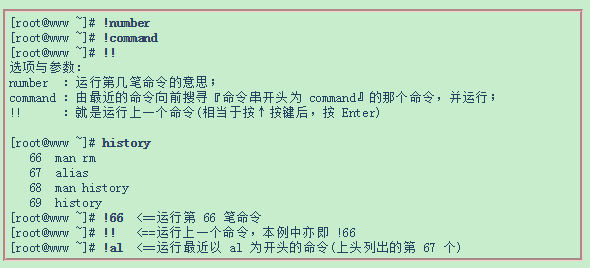 [root@www ~]# !number
[root@www ~]# !command
[root@www ~]# !!
选项与参数：
number  ：运行第几笔命令的意思；
command ：由最近的命令向前搜寻『命令串开头为 command』的那个命令，并运行；
!!      ：就是运行上一个命令(相当于按↑按键后，按 Enter)
[root@www ~]# history
   66  man rm
   67  alias
   68  man history
   69  history
[root@www ~]# !66  <==运行第 66 笔命令
[root@www ~]# !!   <==运行上一个命令，本例中亦即 !66
[root@www ~]# !al  <==运行最近以 al 为开头的命令(上头列出的第 67 个)